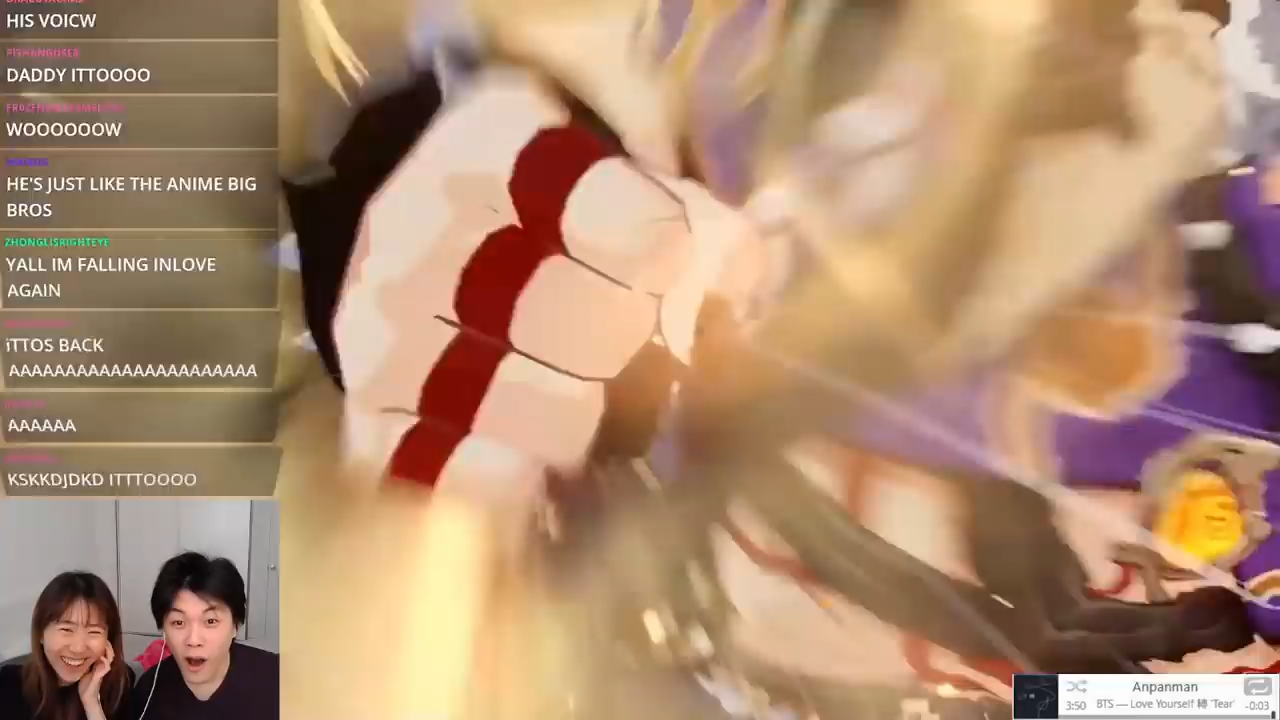 HIS VOICW
DADDY ITTOOOO
WOOOOOOW
HE'S JUST LIKE THE ANIME BIG
BROS
ZHONGLISRIGHTEYE
YALL IM FALLING INLOVE
AGAIN
iTTOS BACK
AAAAAAAAAAAAAAAAAAAAAA
AAAAAA
KSKKDJDKD ITTTOOOO
Anpanman
3:50 BTS — Love Yourself 轉 'Tear' -0:03